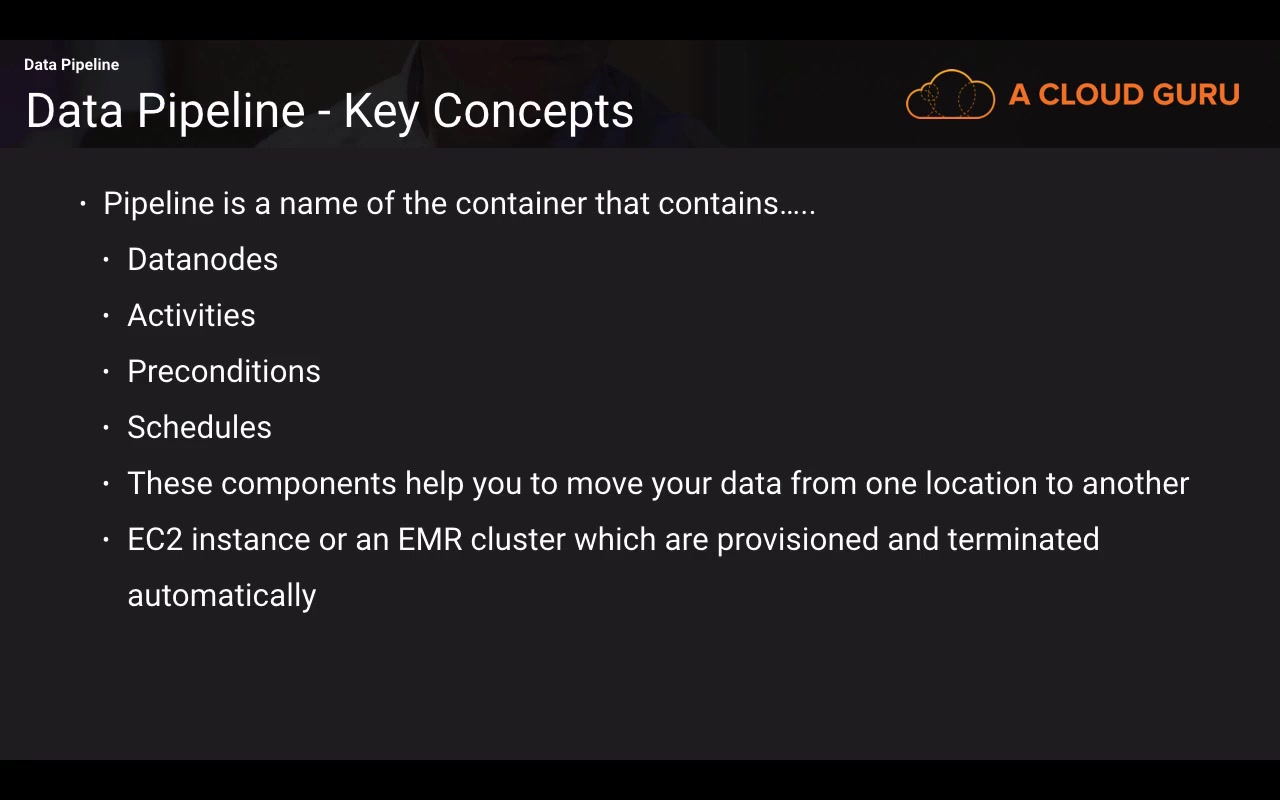 Data Pipeline
Data Pipeline - Key Concepts
A CLOUD GURU
• Pipeline is a name of the container that contains…..
• Datanodes
• Activities
• Preconditions
• Schedules
• These components help you to move your data from one location to another
• EC2 instance or an EMR cluster which are provisioned and terminated
automatically